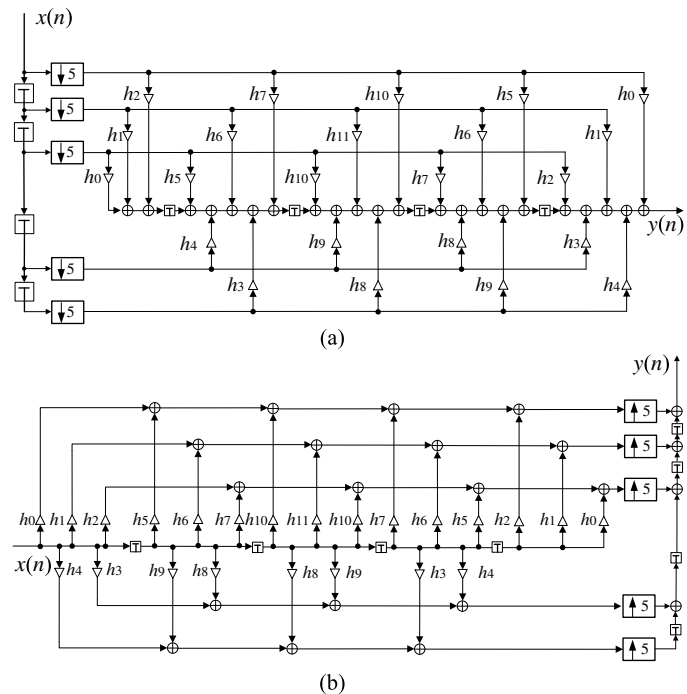 x(n)
T
↓5
T
↓5
T
↓5
T
↓5
T
↓5
h2 h7 h10 h5 h0
h1 h6 h11 h6 h1
h0 h5 h10 h7 h2
T T T T
y(n)
h4 h9 h8 h3
h3 h8 h9 h4
(a)
y(n)
↑5
T
↑5
T
↑5
h0 h1 h2 h5 h6 h7 h10 h11 h10 h7 h6 h5 h2 h1 h0
T T T T
x(n)
h4 h3 h9 h8 h8 h9 h3 h4
T
↑5
T
↑5
(b)